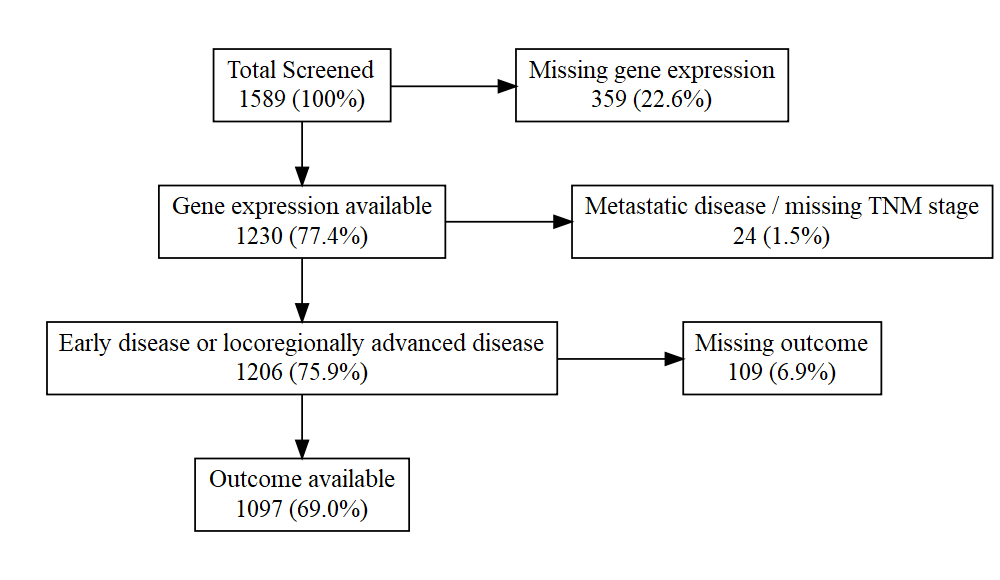 Total Screened
1589 (100%)
Missing gene expression
359 (22.6%)
Gene expression available
1230 (77.4%)
Metastatic disease / missing TNM stage
24 (1.5%)
Early disease or locoregionally advanced disease
1206 (75.9%)
Missing outcome
109 (6.9%)
Outcome available
1097 (69.0%)